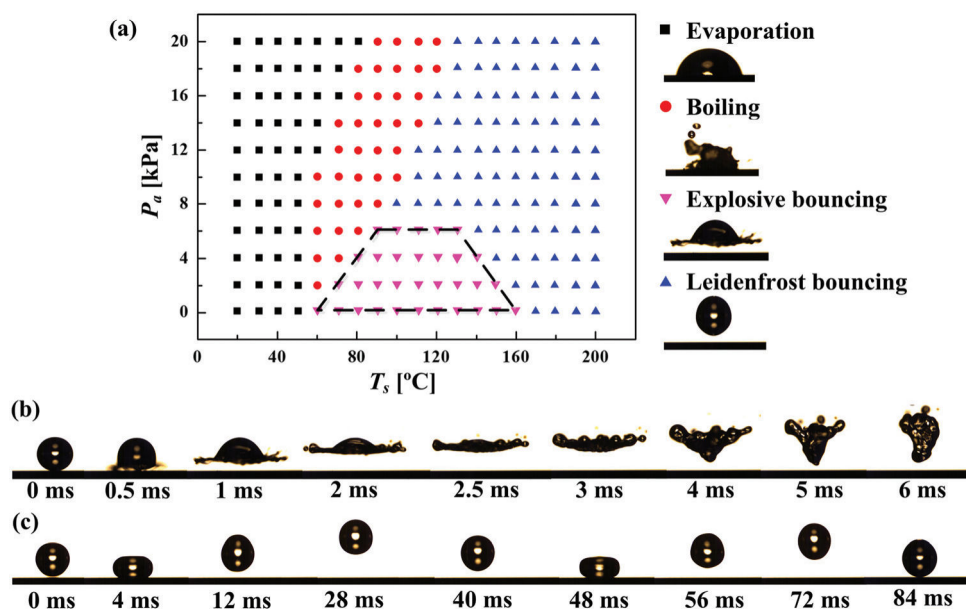 (a)
20
16
12
8
4
0
Pₐ [kPa]
0 40 80 120 160 200
Tₛ [ºC]
Evaporation
Boiling
Explosive bouncing
Leidenfrost bouncing
(b)
0 ms 0.5 ms 1 ms 2 ms 2.5 ms 3 ms 4 ms 5 ms 6 ms
(c)
0 ms 4 ms 12 ms 28 ms 40 ms 48 ms 56 ms 72 ms 84 ms